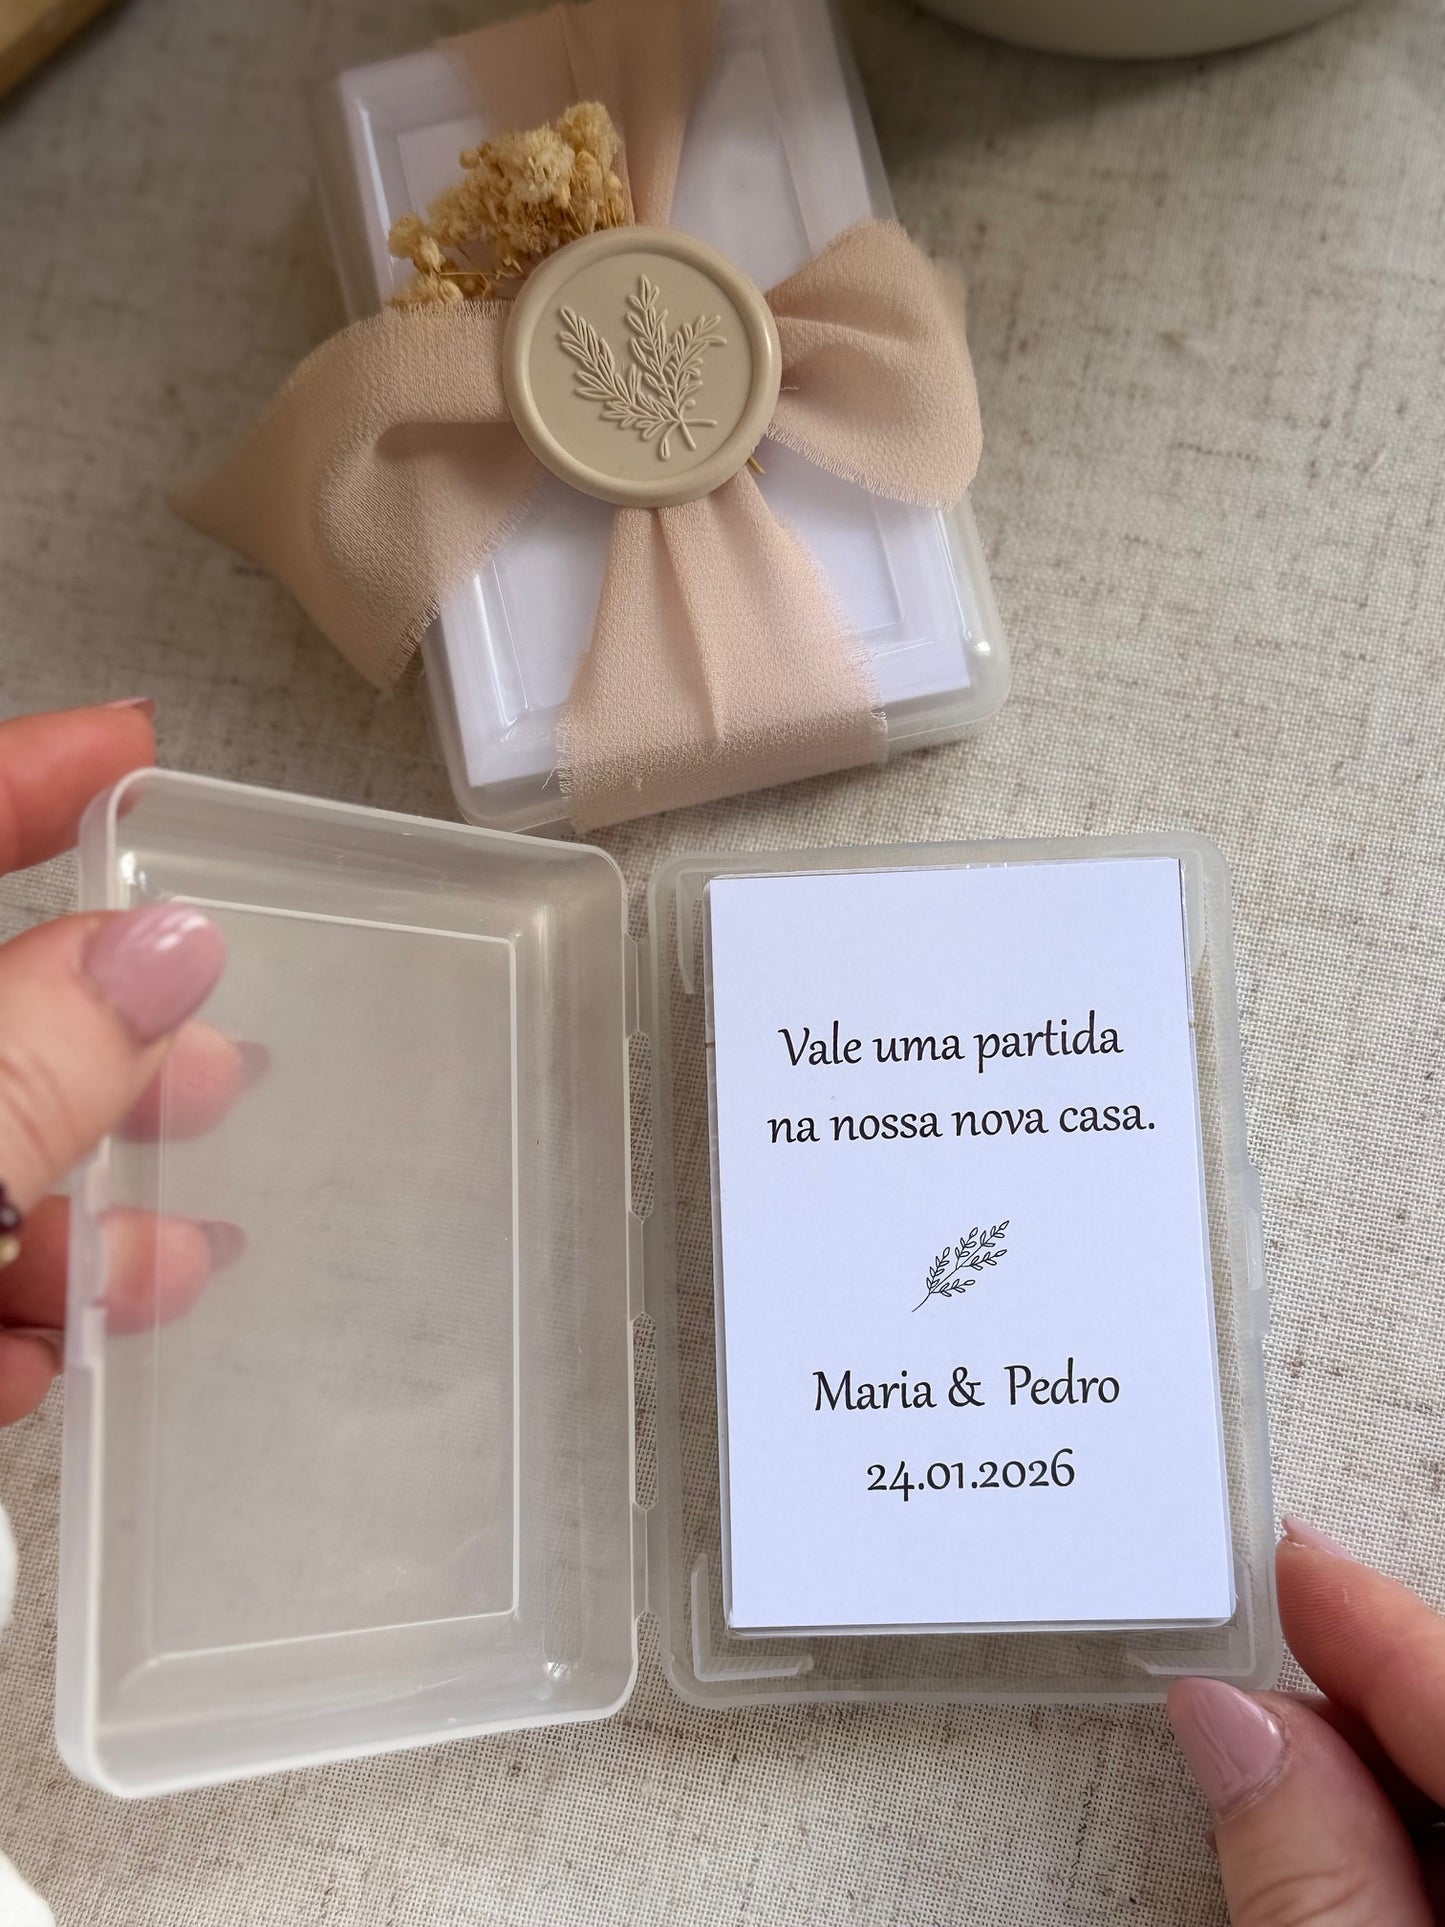 Vale uma partida
na nossa nova casa.
Maria & Pedro
24.01.2026